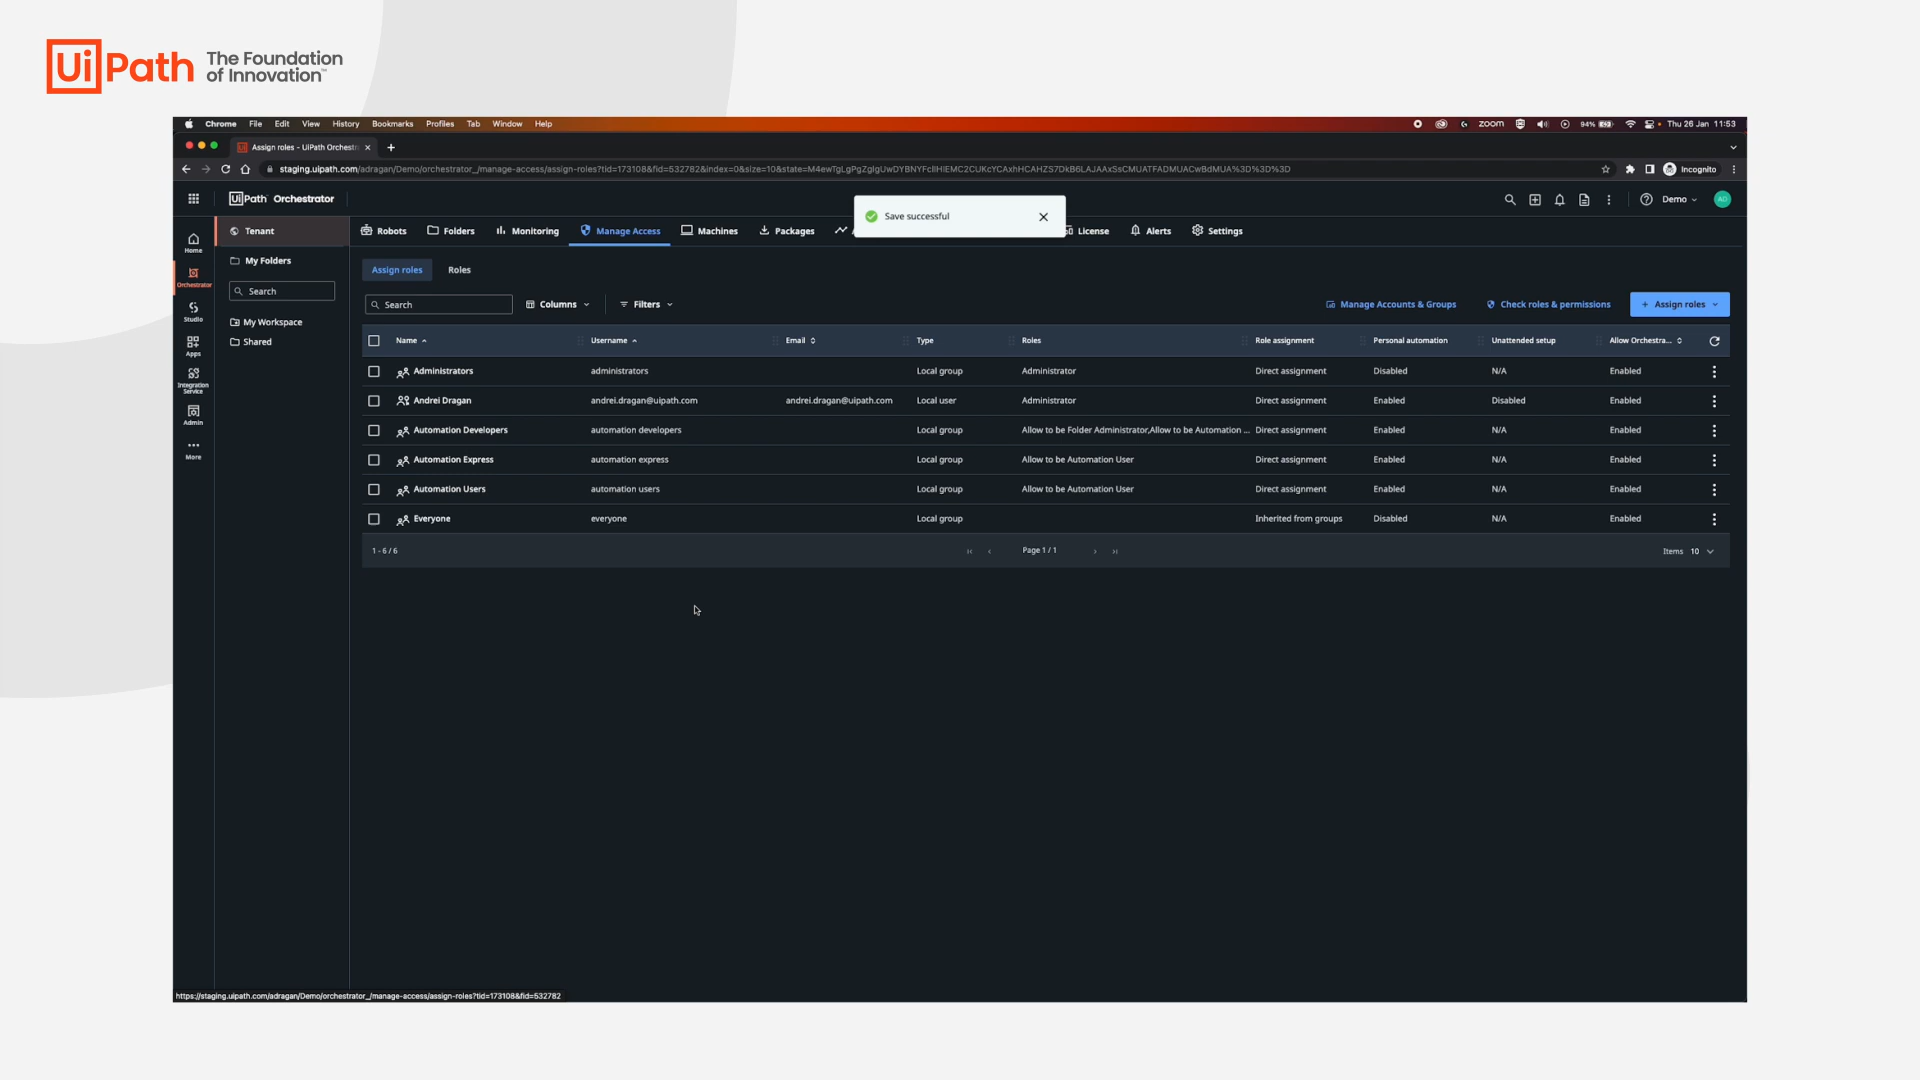 UiPath The Foundation of Innovation™
Chrome File Edit View History Bookmarks Profiles Tab Window Help zoom 94% Thu 26 Jan 11:53
Assign roles - UiPath Orchestr
Incognito
UiPath Orchestrator
Demo
AD
Save successful
Tenant
Robots Folders Monitoring Manage Access Machines Packages License Alerts Settings
Home
Orchestrator
Studio
Apps
Integration Service
Admin
More
My Folders
Search
My Workspace
Shared
Assign roles Roles
Search Columns Filters Manage Accounts & Groups Check roles & permissions + Assign roles
Name Username Email Type Roles Role assignment Personal automation Unattended setup Allow Orchestra...
Administrators administrators Local group Administrator Direct assignment Disabled N/A Enabled
Andrei Dragan andrei.dragan@uipath.com andrei.dragan@uipath.com Local user Administrator Direct assignment Enabled Disabled Enabled
Automation Developers automation developers Local group Allow to be Folder Administrator,Allow to be Automation ... Direct assignment Enabled N/A Enabled
Automation Express automation express Local group Allow to be Automation User Direct assignment Enabled N/A Enabled
Automation Users automation users Local group Allow to be Automation User Direct assignment Enabled N/A Enabled
Everyone everyone Local group Inherited from groups Disabled N/A Enabled
1 - 6 / 6 Page 1 / 1 Items 10
https://staging.uipath.com/adragan/Demo/orchestrator_/manage-access/assign-roles?tid=173108&fid=532782